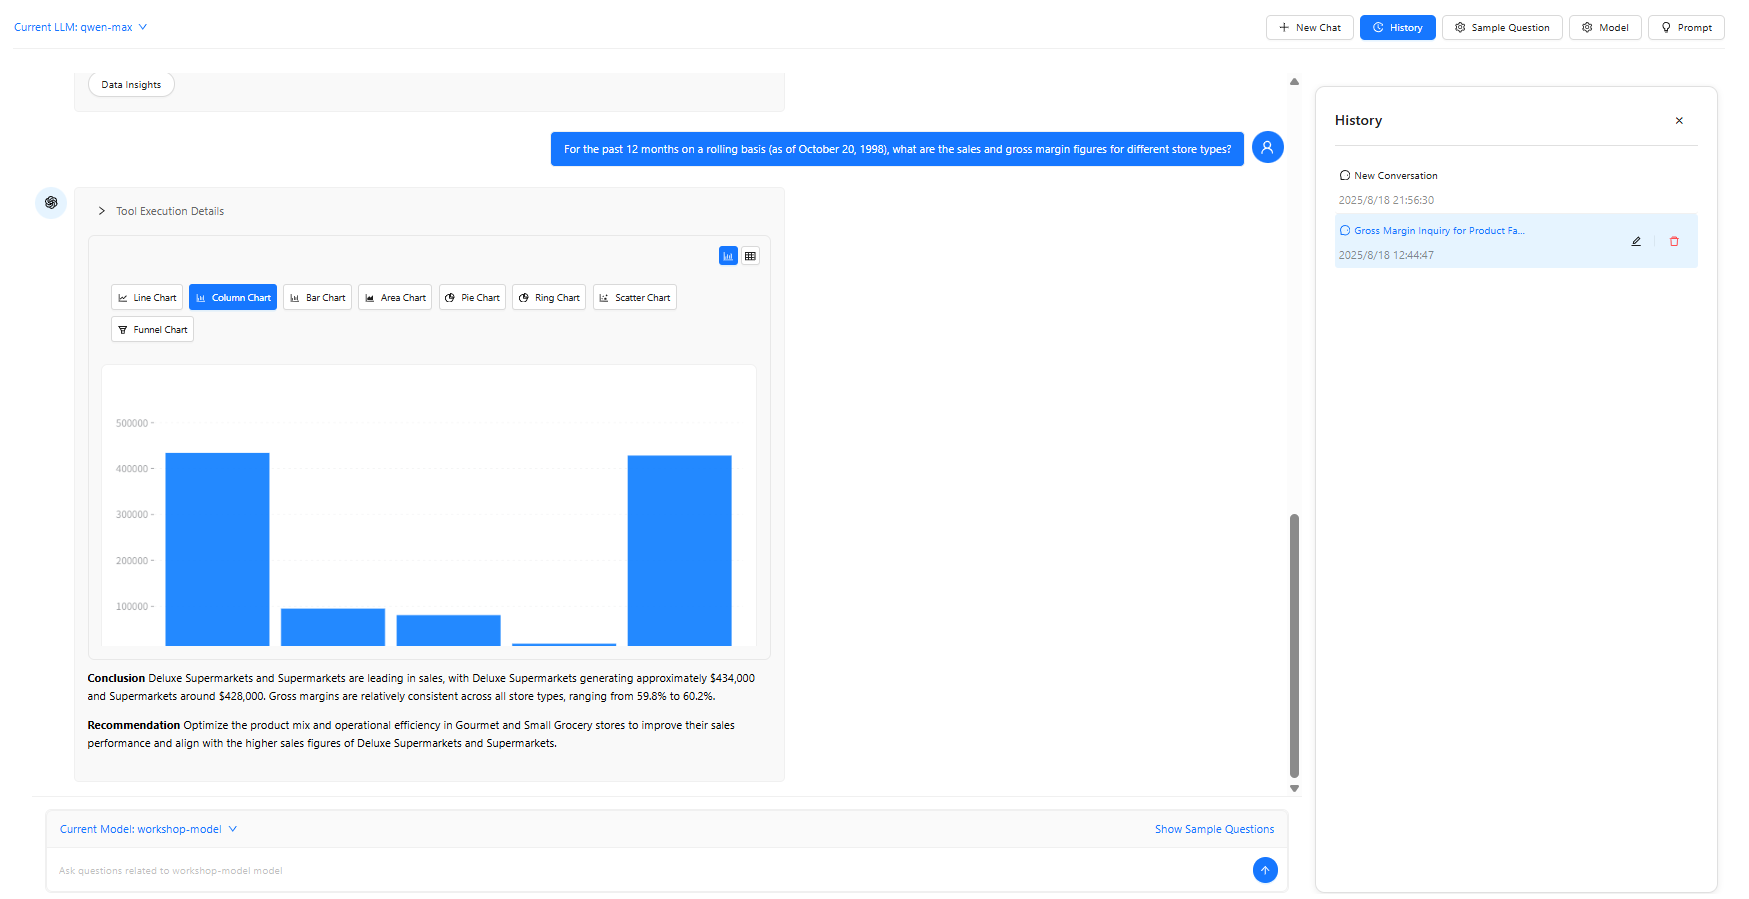 Current LLM: qwen-max
New Chat
History
Sample Question
Model
Prompt
Data Insights
For the past 12 months on a rolling basis (as of October 20, 1998), what are the sales and gross margin figures for different store types?
Tool Execution Details
Line Chart
Column Chart
Bar Chart
Area Chart
Pie Chart
Ring Chart
Scatter Chart
Funnel Chart
500000
400000
300000
200000
100000
Conclusion Deluxe Supermarkets and Supermarkets are leading in sales, with Deluxe Supermarkets generating approximately $434,000
and Supermarkets around $428,000. Gross margins are relatively consistent across all store types, ranging from 59.8% to 60.2%.
Recommendation Optimize the product mix and operational efficiency in Gourmet and Small Grocery stores to improve their sales
performance and align with the higher sales figures of Deluxe Supermarkets and Supermarkets.
Current Model: workshop-model
Show Sample Questions
Ask questions related to workshop-model model
History
New Conversation
2025/8/18 21:56:30
Gross Margin Inquiry for Product Fa...
2025/8/18 12:44:47